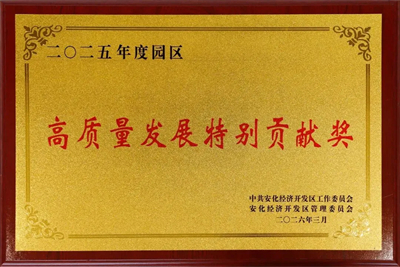 二〇二五年度园区
高质量发展特别贡献奖
中共安化经济开发区工作委员会
安化经济开发区管理委员会
二〇二六年三月